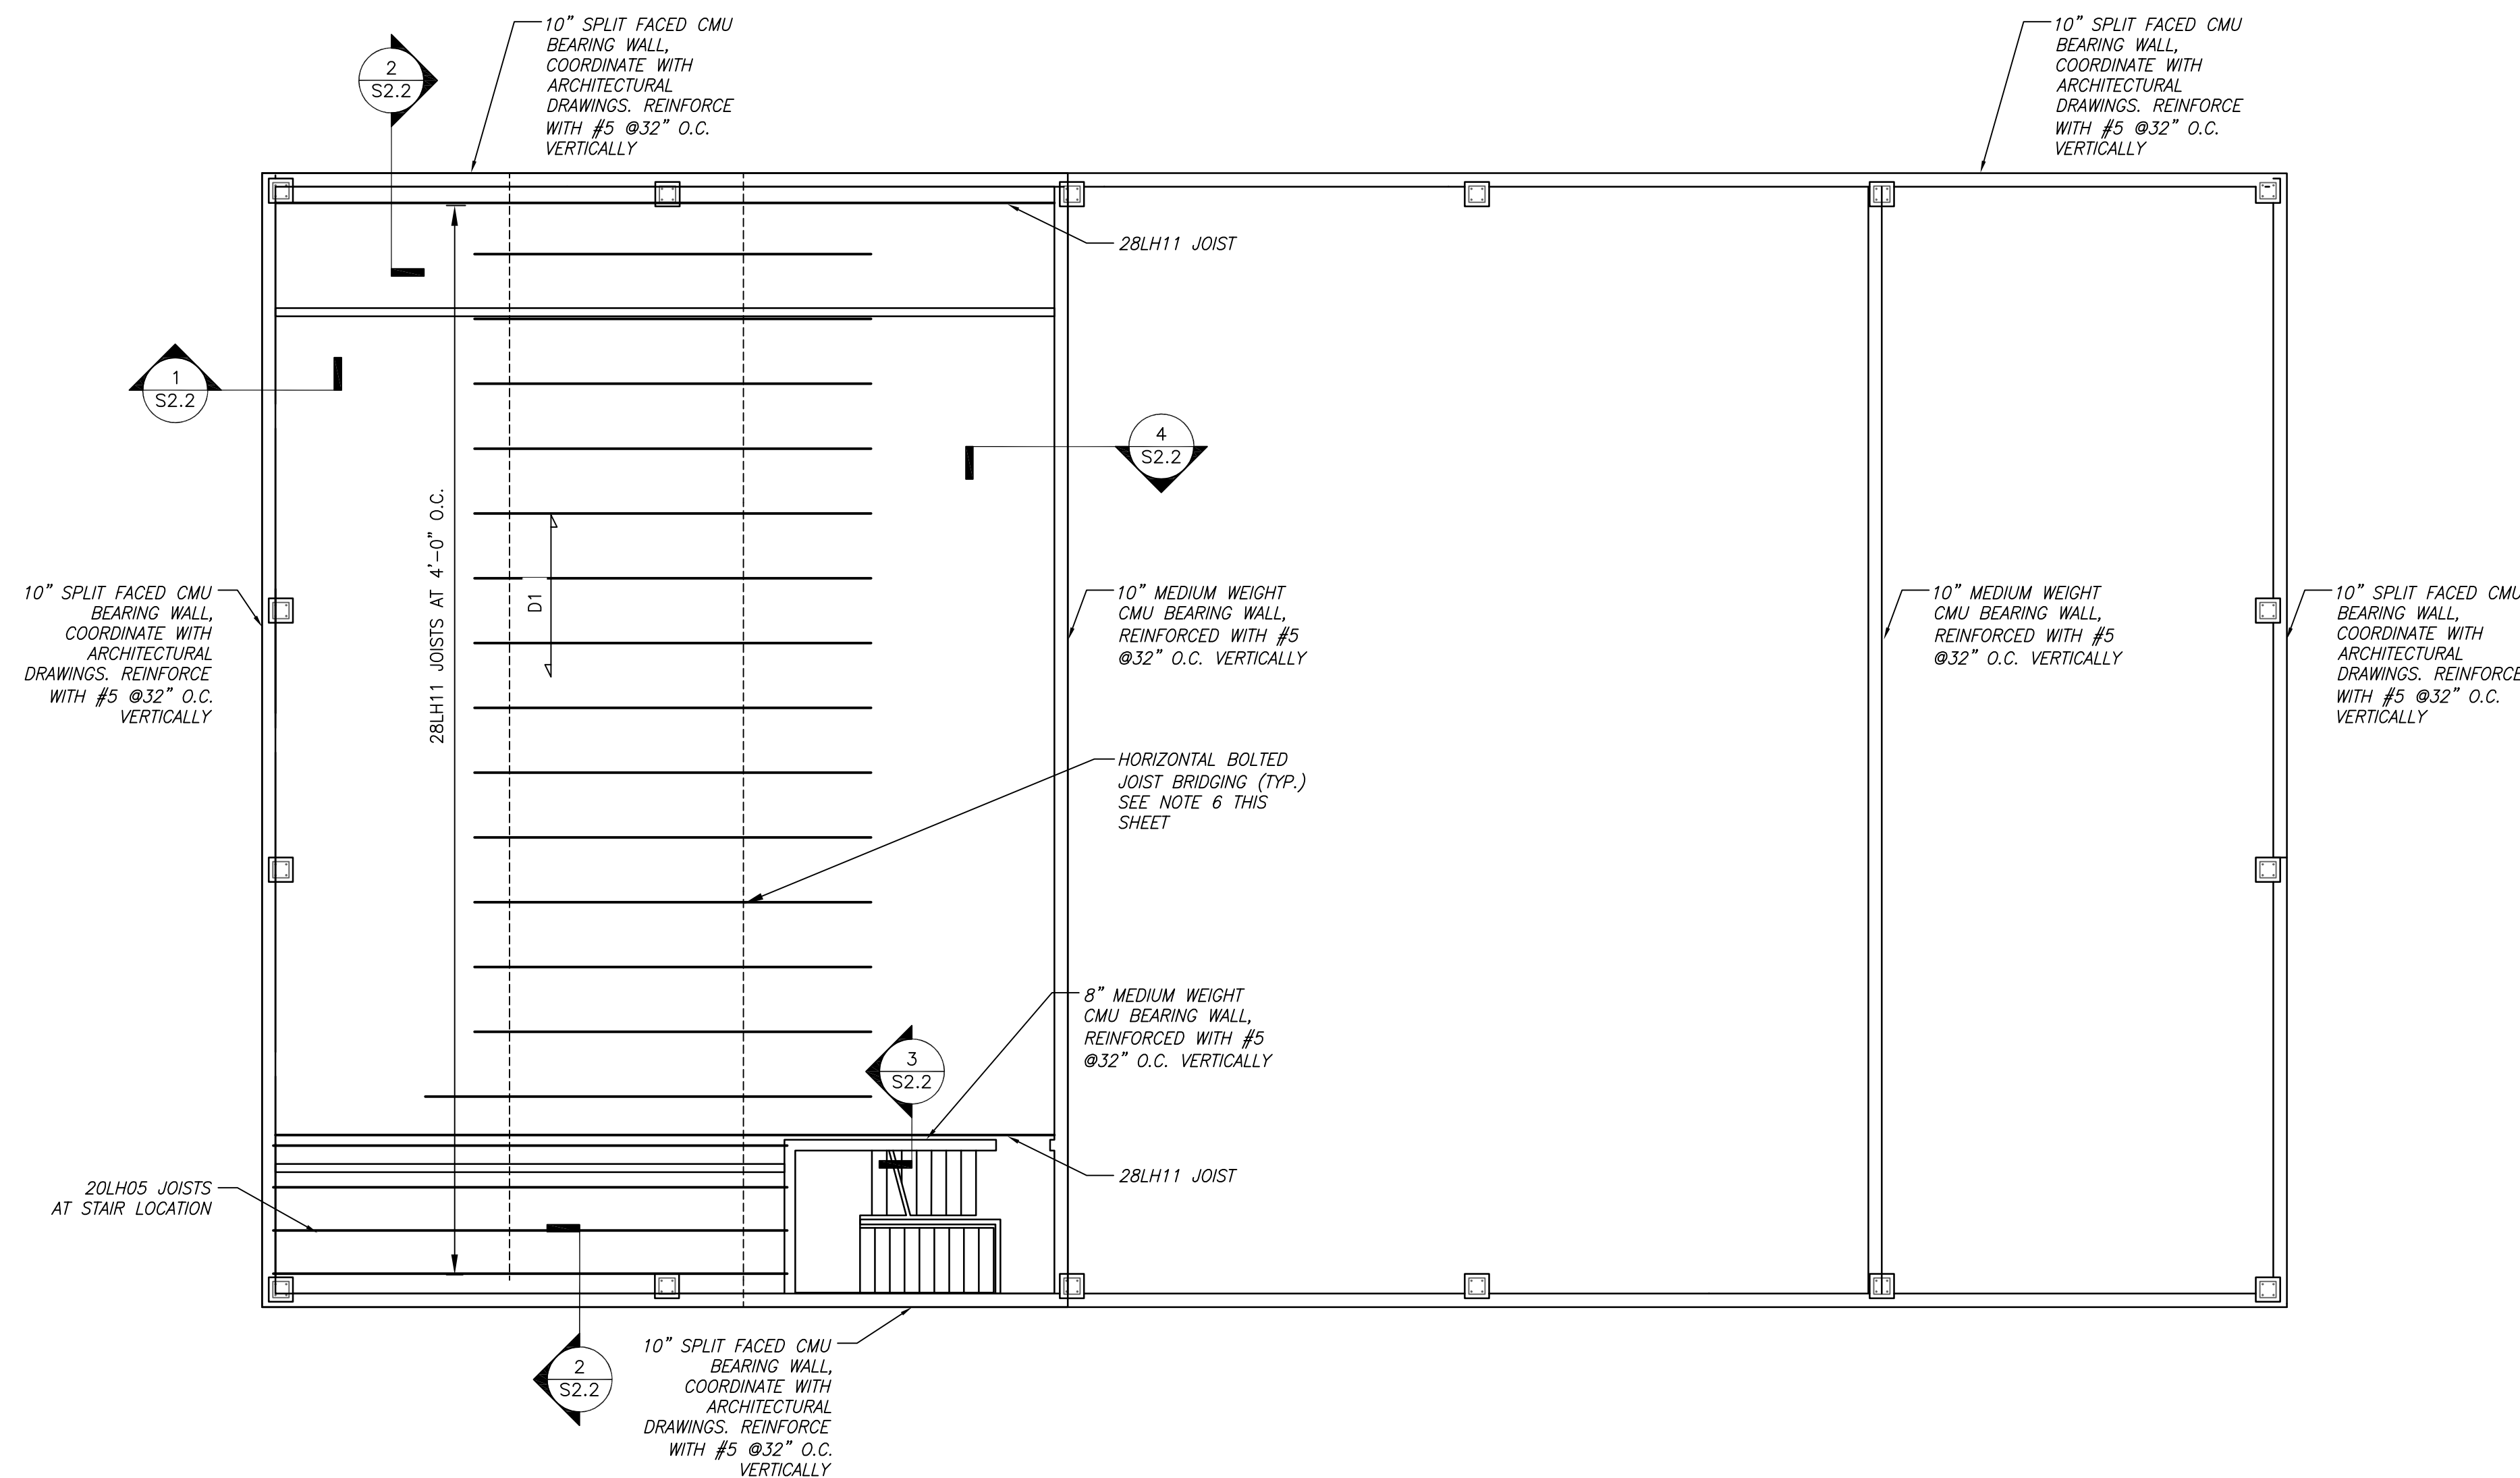 10" SPLIT FACED CMU
BEARING WALL,
COORDINATE WITH
ARCHITECTURAL
DRAWINGS. REINFORCE
WITH #5 @32" O.C.
VERTICALLY
10" SPLIT FACED CMU
BEARING WALL,
COORDINATE WITH
ARCHITECTURAL
DRAWINGS. REINFORCE
WITH #5 @32" O.C.
VERTICALLY
2
S2.2
28LH11 JOIST
1
S2.2
4
S2.2
28LH11 JOISTS AT 4'-0" O.C.
D1
10" SPLIT FACED CMU
BEARING WALL,
COORDINATE WITH
ARCHITECTURAL
DRAWINGS. REINFORCE
WITH #5 @32" O.C.
VERTICALLY
10" MEDIUM WEIGHT
CMU BEARING WALL,
REINFORCED WITH #5
@32" O.C. VERTICALLY
10" MEDIUM WEIGHT
CMU BEARING WALL,
REINFORCED WITH #5
@32" O.C. VERTICALLY
10" SPLIT FACED CMU
BEARING WALL,
COORDINATE WITH
ARCHITECTURAL
DRAWINGS. REINFORCE
WITH #5 @32" O.C.
VERTICALLY
HORIZONTAL BOLTED
JOIST BRIDGING (TYP.)
SEE NOTE 6 THIS
SHEET
8" MEDIUM WEIGHT
CMU BEARING WALL,
REINFORCED WITH #5
@32" O.C. VERTICALLY
3
S2.2
28LH11 JOIST
20LH05 JOISTS
AT STAIR LOCATION
2
S2.2
10" SPLIT FACED CMU
BEARING WALL,
COORDINATE WITH
ARCHITECTURAL
DRAWINGS. REINFORCE
WITH #5 @32" O.C.
VERTICALLY